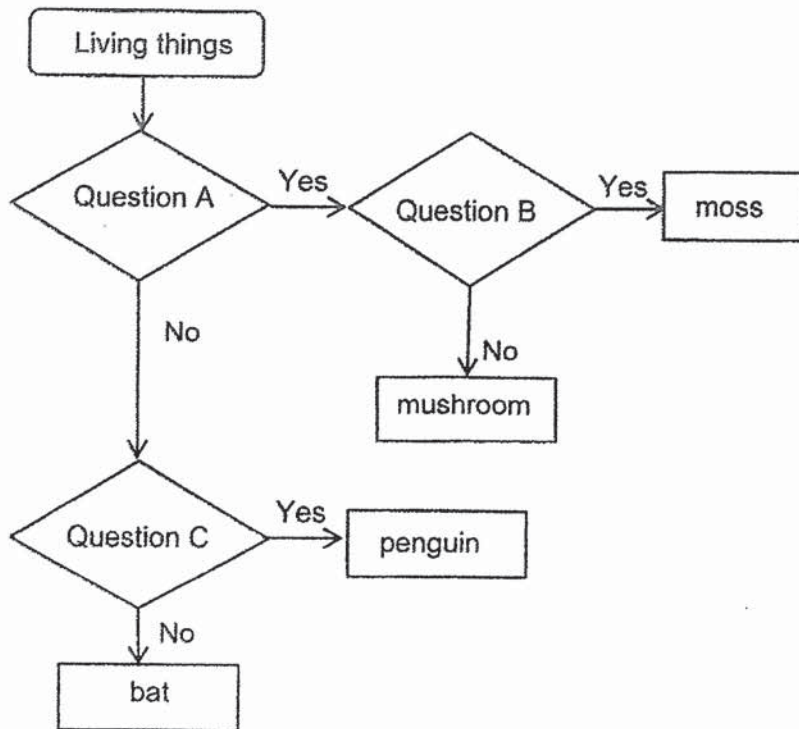 Living things
Question A
Yes
Question B
Yes
moss
No
No
mushroom
Question C
Yes
penguin
No
bat